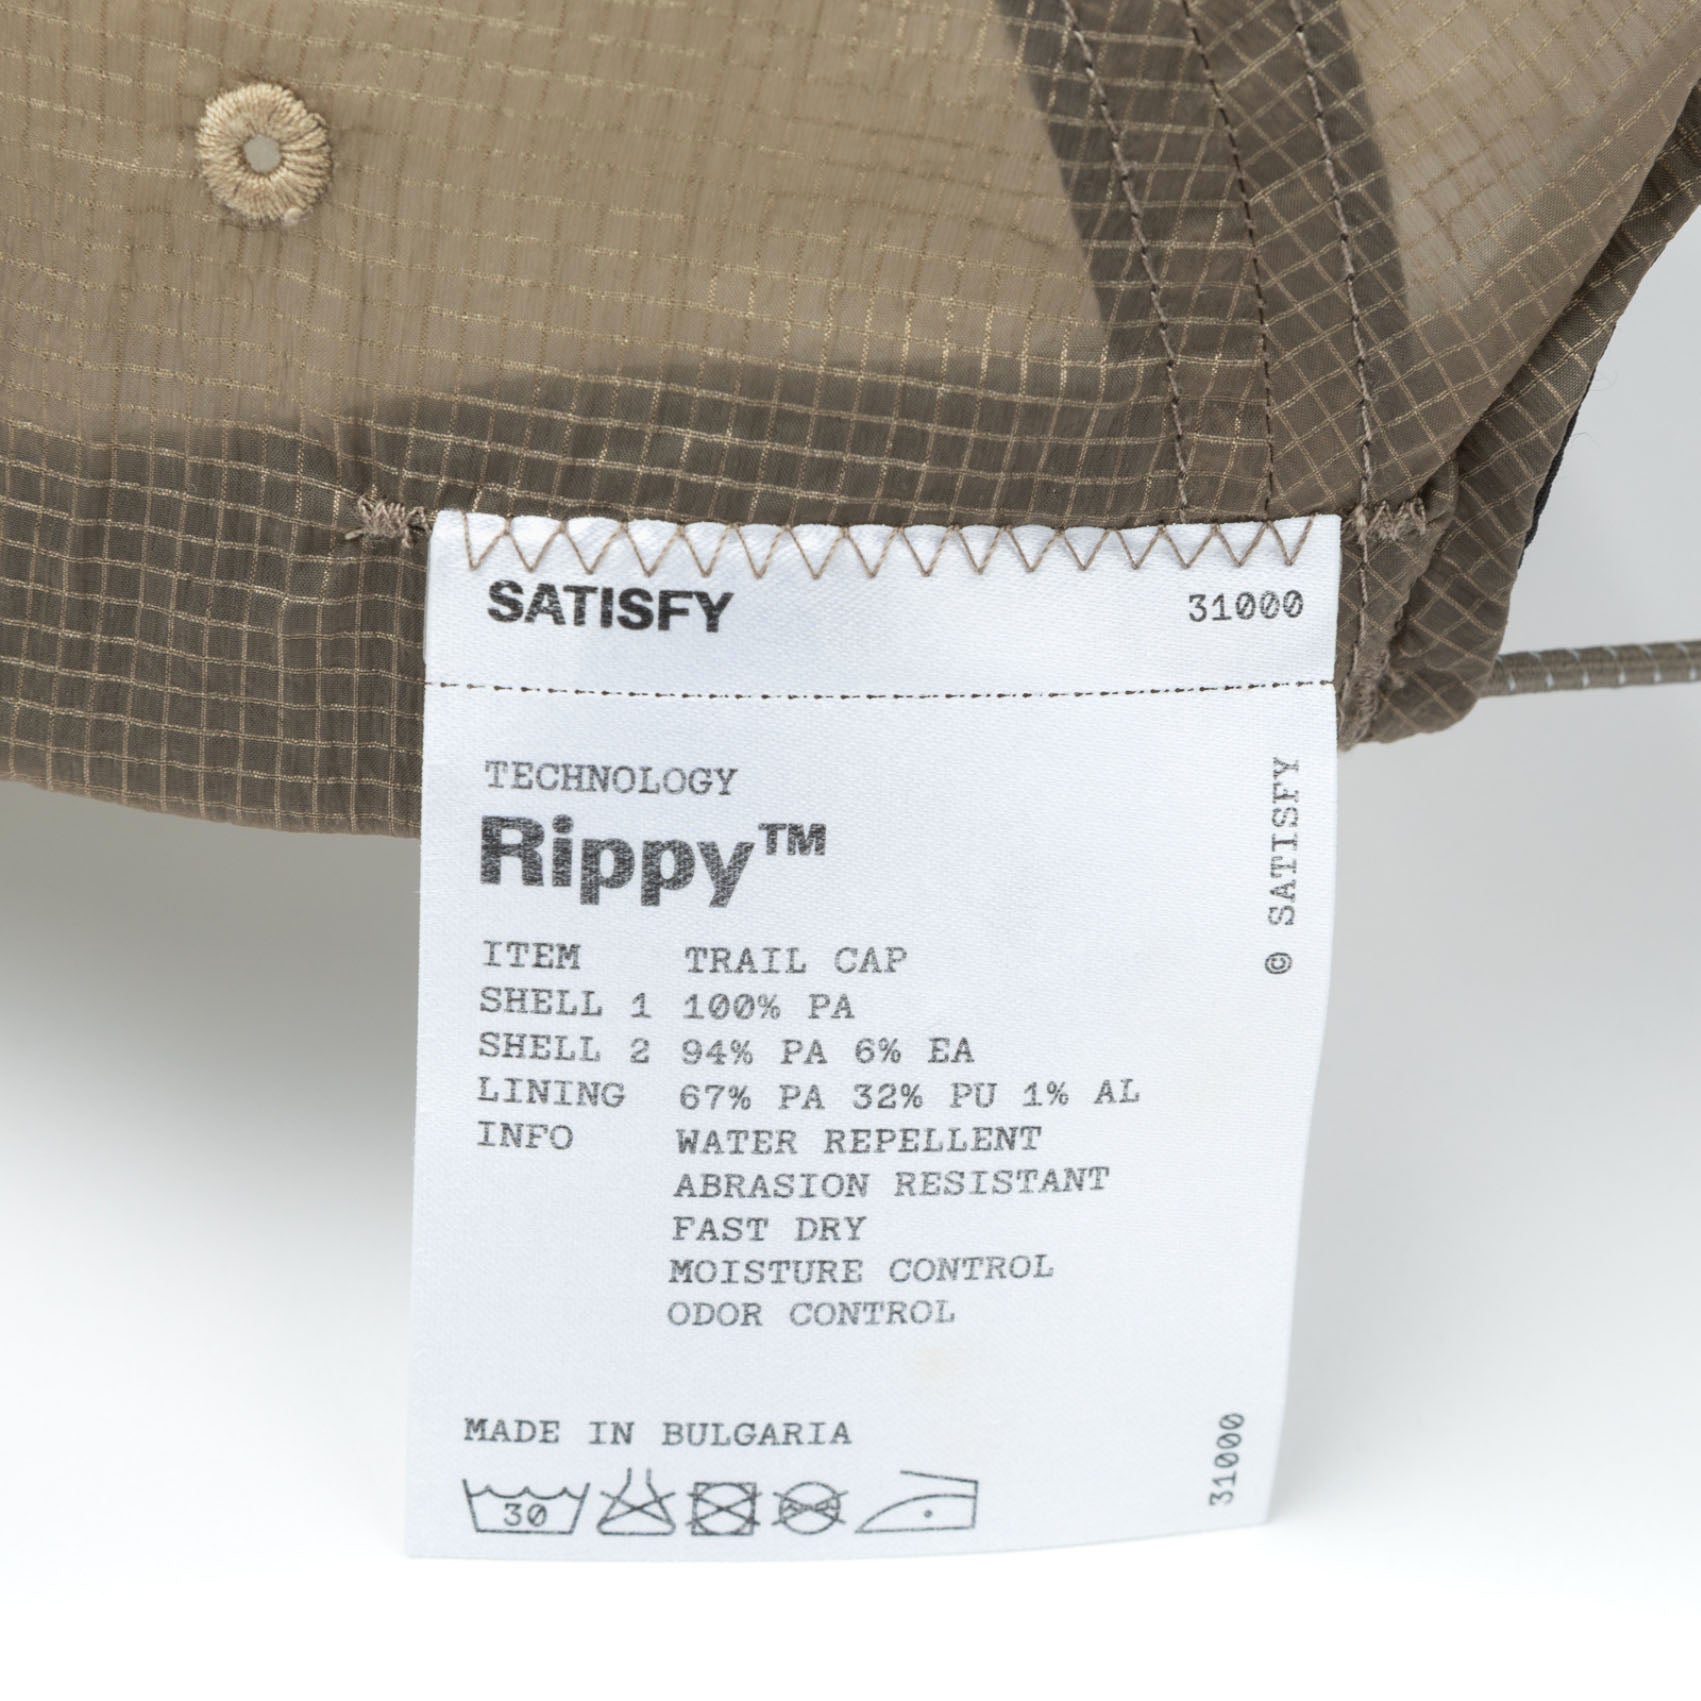 SATISFY 31000
TECHNOLOGY
Rippy™
© SATISFY
ITEM TRAIL CAP
SHELL 1 100% PA
SHELL 2 94% PA 6% EA
LINING 67% PA 32% PU 1% AL
INFO WATER REPELLENT
ABRASION RESISTANT
FAST DRY
MOISTURE CONTROL
ODOR CONTROL
MADE IN BULGARIA
31000
30